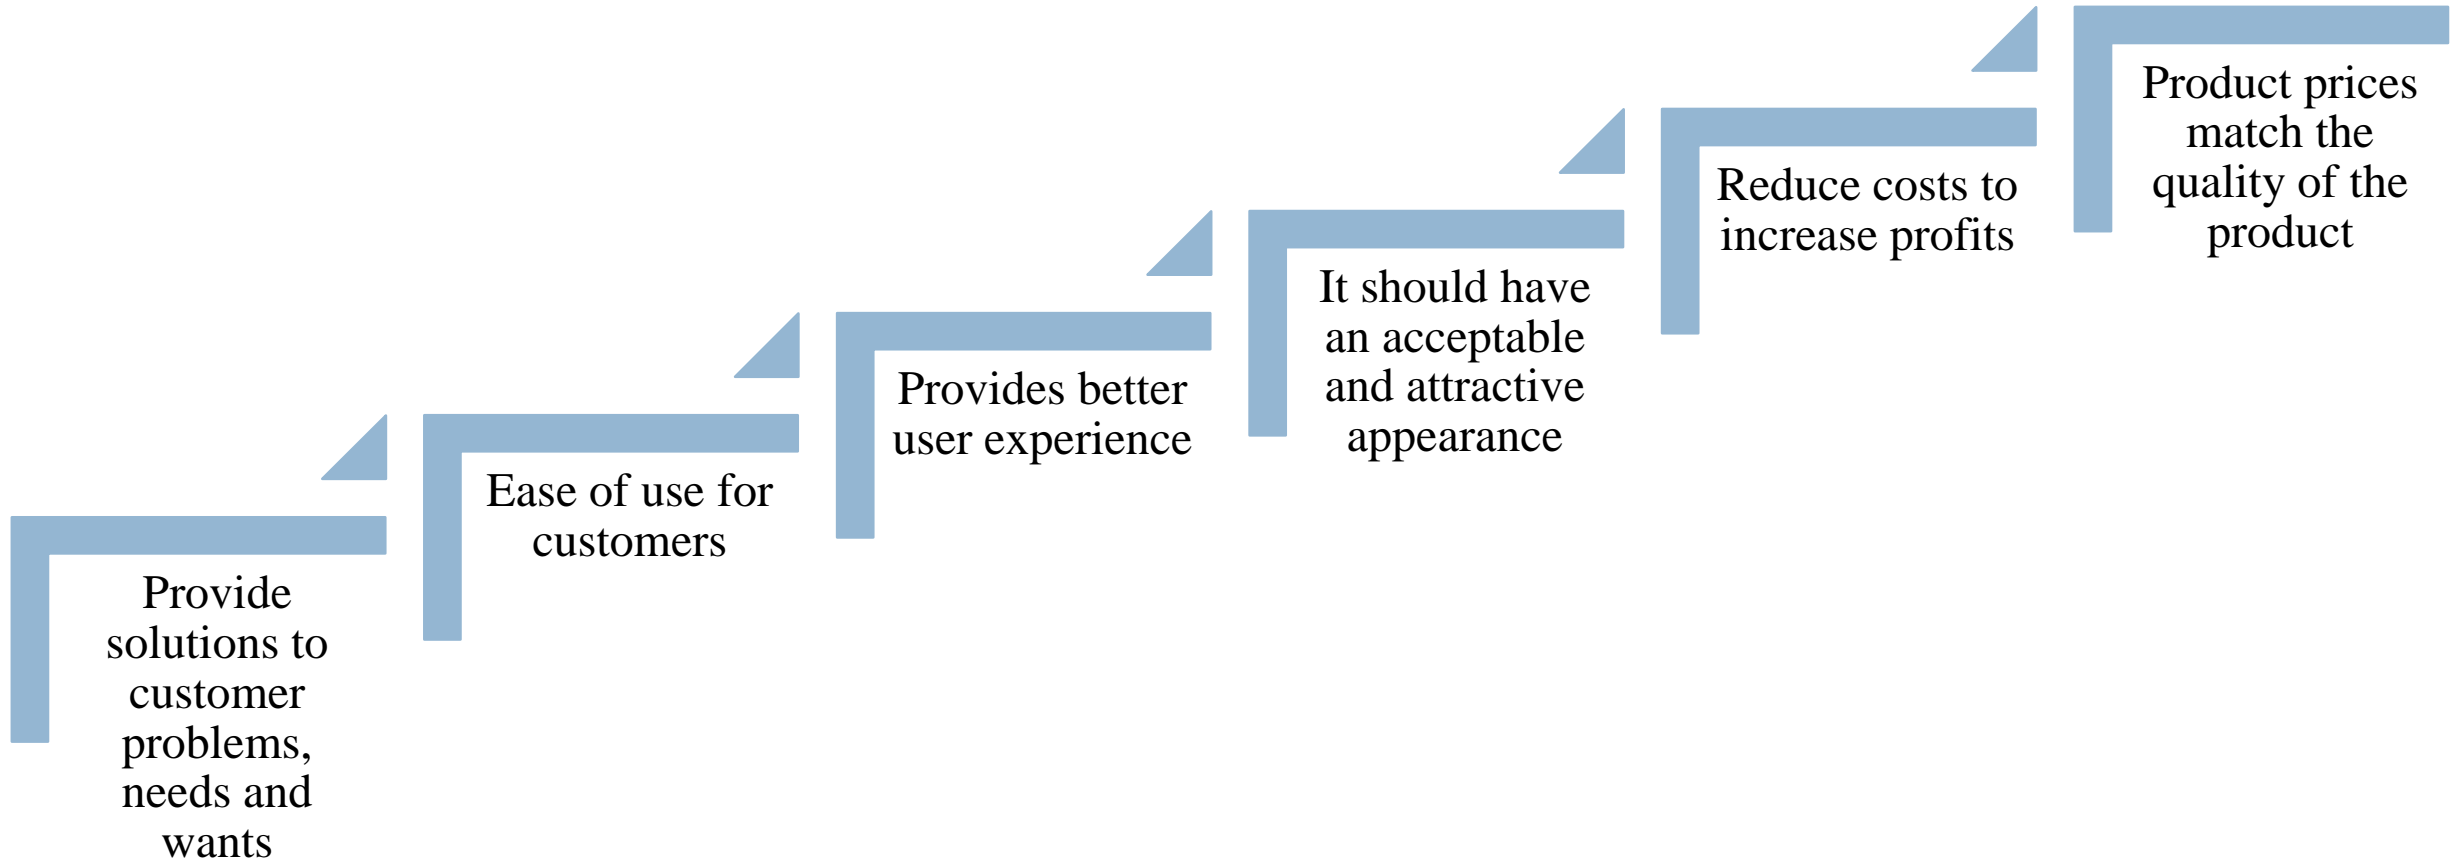 Provide
solutions to
customer
problems,
needs and
wants
Ease of use for
customers
Provides better
user experience
It should have
an acceptable
and attractive
appearance
Reduce costs to
increase profits
Product prices
match the
quality of the
product